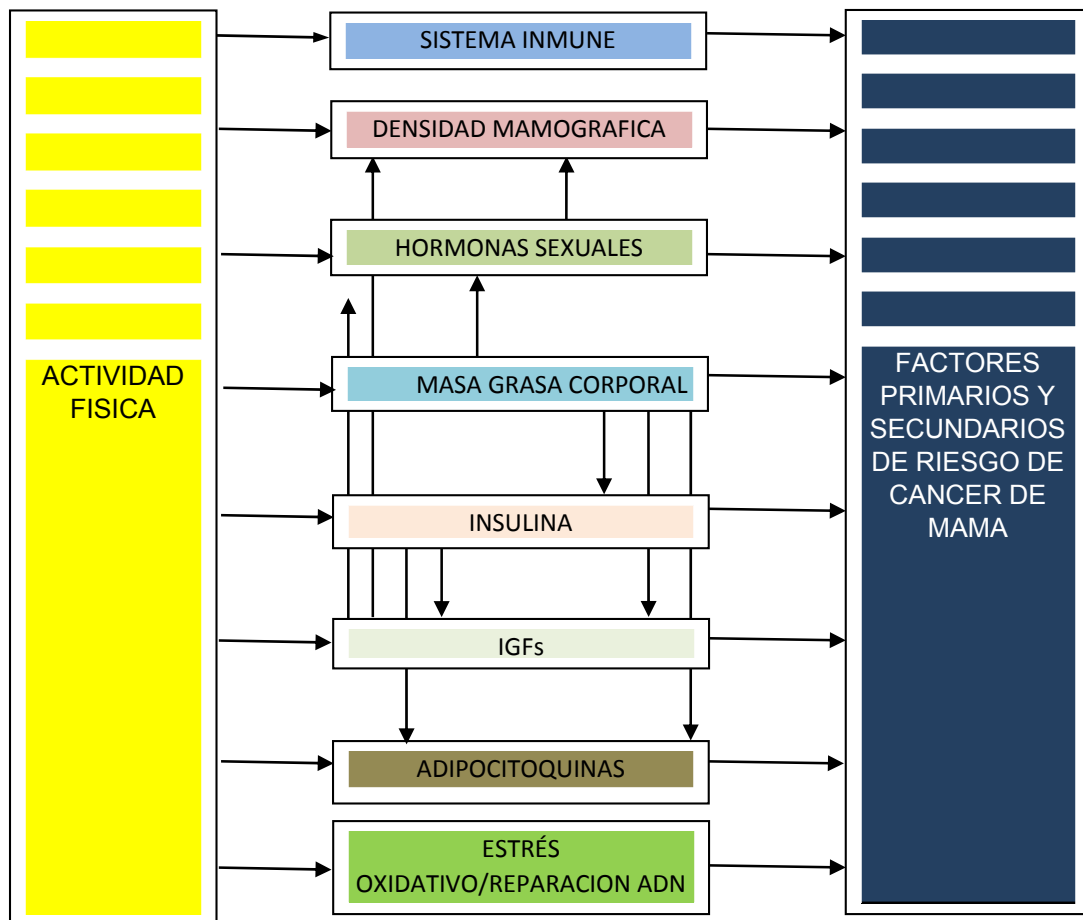 SISTEMA INMUNE
DENSIDAD MAMOGRAFICA
HORMONAS SEXUALES
ACTIVIDAD
FISICA
MASA GRASA CORPORAL
INSULINA
IGFs
ADIPOCITOQUINAS
ESTRÉS
OXIDATIVO/REPARACION ADN
FACTORES
PRIMARIOS Y
SECUNDARIOS
DE RIESGO DE
CANCER DE
MAMA